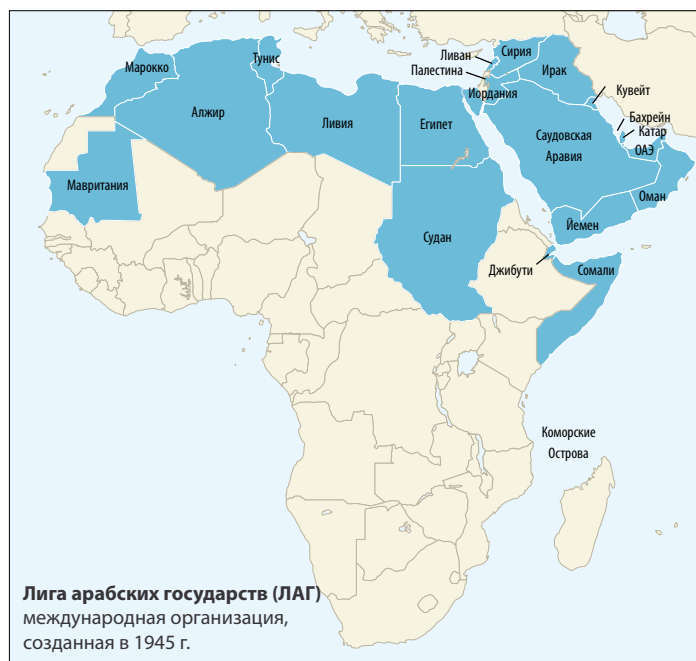 Марокко
Тунис
Алжир
Ливия
Египет
Мавритания
Судан
Ливан
Палестина
Сирия
Ирак
Иордания
Кувейт
Бахрейн
Катар
ОАЭ
Саудовская
Аравия
Оман
Йемен
Джибути
Сомали
Коморские
Острова
Лига арабских государств (ЛАГ)
международная организация,
созданная в 1945 г.